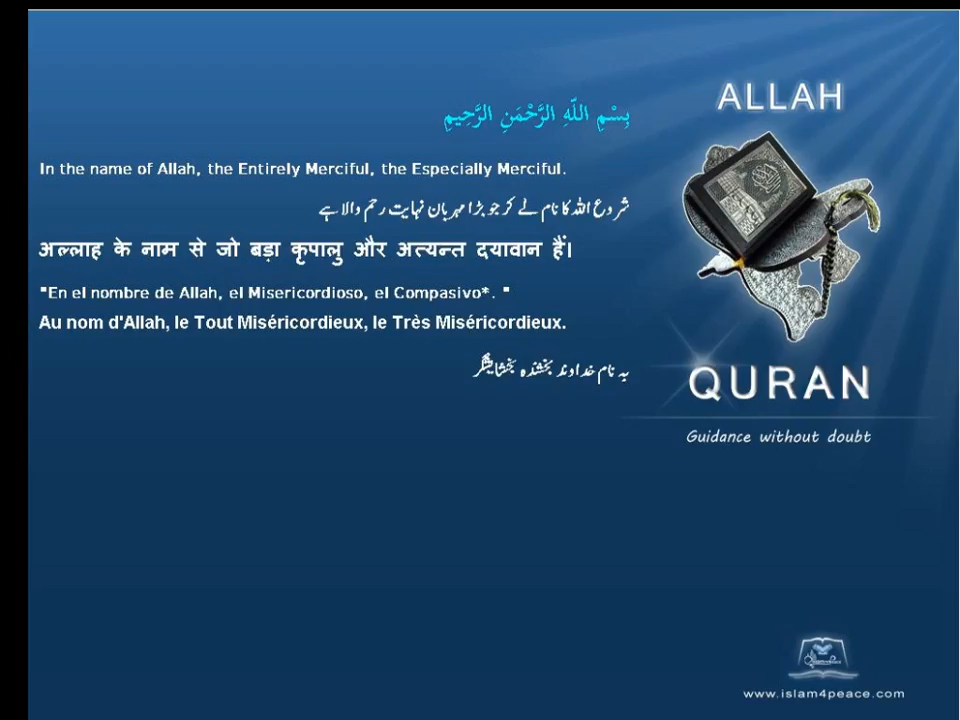 بِسْمِ اللَّهِ الرَّحْمَنِ الرَّحِيمِ
In the name of Allah, the Entirely Merciful, the Especially Merciful.
شروع اللہ کا نام لے کر جو بڑا مہربان نہایت رحم والا ہے
अल्लाह के नाम से जो बड़ा कृपालु और अत्यन्त दयावान हैं।
"En el nombre de Allah, el Misericordioso, el Compasivo*. "
Au nom d'Allah, le Tout Miséricordieux, le Très Miséricordieux.
به نام خداوند بخشنده بخشایشگر
ALLAH
QURAN
Guidance without doubt
www.islam4peace.com